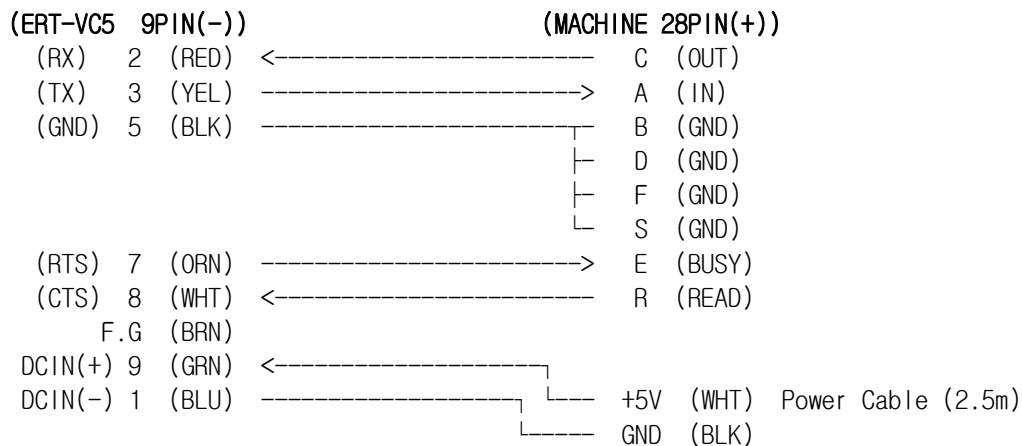 (ERT-VC5 9PIN(-)) (MACHINE 28PIN(+))
(RX) 2 (RED) <------------------------ C (OUT)
(TX) 3 (YEL) ------------------------> A (IN)
(GND) 5 (BLK) -----------------------┬- B (GND)
├- D (GND)
├- F (GND)
└- S (GND)
(RTS) 7 (ORN) ------------------------> E (BUSY)
(CTS) 8 (WHT) <------------------------ R (READ)
F.G (BRN)
DCIN(+) 9 (GRN) <--------------------┐
DCIN(-) 1 (BLU) -------------------┐ └--- +5V (WHT) Power Cable (2.5m)
└----- GND (BLK)